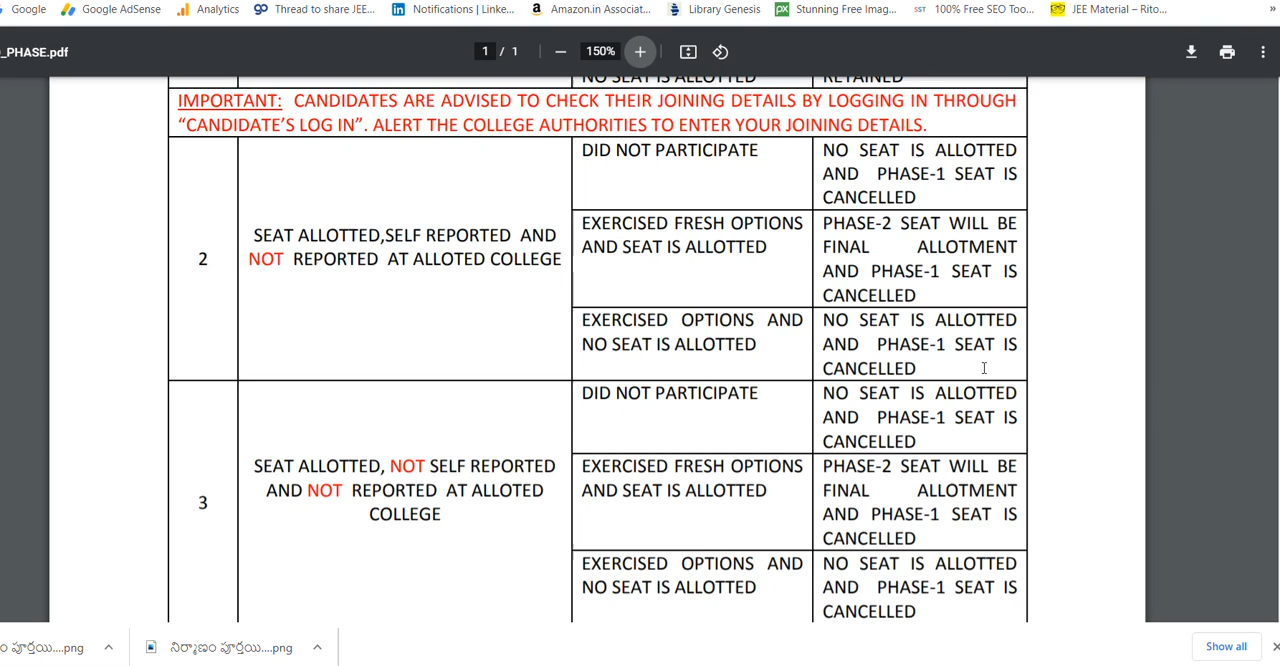 Google
Google AdSense
Analytics
Thread to share JEE...
Notifications | Linke...
Amazon.in Associat...
Library Genesis
Stunning Free Imag...
100% Free SEO Too...
JEE Material – Rito...
»
_PHASE.pdf
1 / 1
150%
NO SEAT IS ALLOTTED
RETAINED
IMPORTANT: CANDIDATES ARE ADVISED TO CHECK THEIR JOINING DETAILS BY LOGGING IN THROUGH
“CANDIDATE’S LOG IN”. ALERT THE COLLEGE AUTHORITIES TO ENTER YOUR JOINING DETAILS.
2
SEAT ALLOTTED,SELF REPORTED AND
NOT REPORTED AT ALLOTED COLLEGE
DID NOT PARTICIPATE
NO SEAT IS ALLOTTED
AND PHASE-1 SEAT IS
CANCELLED
EXERCISED FRESH OPTIONS
AND SEAT IS ALLOTTED
PHASE-2 SEAT WILL BE
FINAL ALLOTMENT
AND PHASE-1 SEAT IS
CANCELLED
EXERCISED OPTIONS AND
NO SEAT IS ALLOTTED
NO SEAT IS ALLOTTED
AND PHASE-1 SEAT IS
CANCELLED
3
SEAT ALLOTTED, NOT SELF REPORTED
AND NOT REPORTED AT ALLOTED
COLLEGE
DID NOT PARTICIPATE
NO SEAT IS ALLOTTED
AND PHASE-1 SEAT IS
CANCELLED
EXERCISED FRESH OPTIONS
AND SEAT IS ALLOTTED
PHASE-2 SEAT WILL BE
FINAL ALLOTMENT
AND PHASE-1 SEAT IS
CANCELLED
EXERCISED OPTIONS AND
NO SEAT IS ALLOTTED
NO SEAT IS ALLOTTED
AND PHASE-1 SEAT IS
CANCELLED
ం పూర్తయి....png
నిర్మాణం పూర్తయి....png
Show all